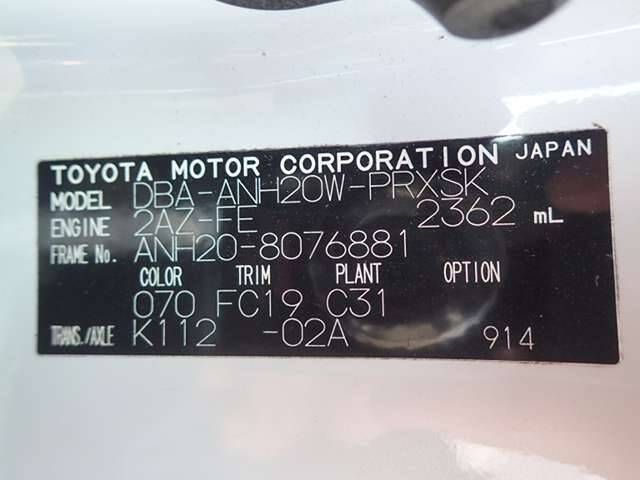 TOYOTA MOTOR CORPORATION JAPAN
MODEL DBA-ANH20W-PRXSK
ENGINE 2AZ-FE 2362 mL
FRAME No. ANH20-8076881
COLOR TRIM PLANT OPTION
070 FC19 C31
TRANS./AXLE K112 -02A 914